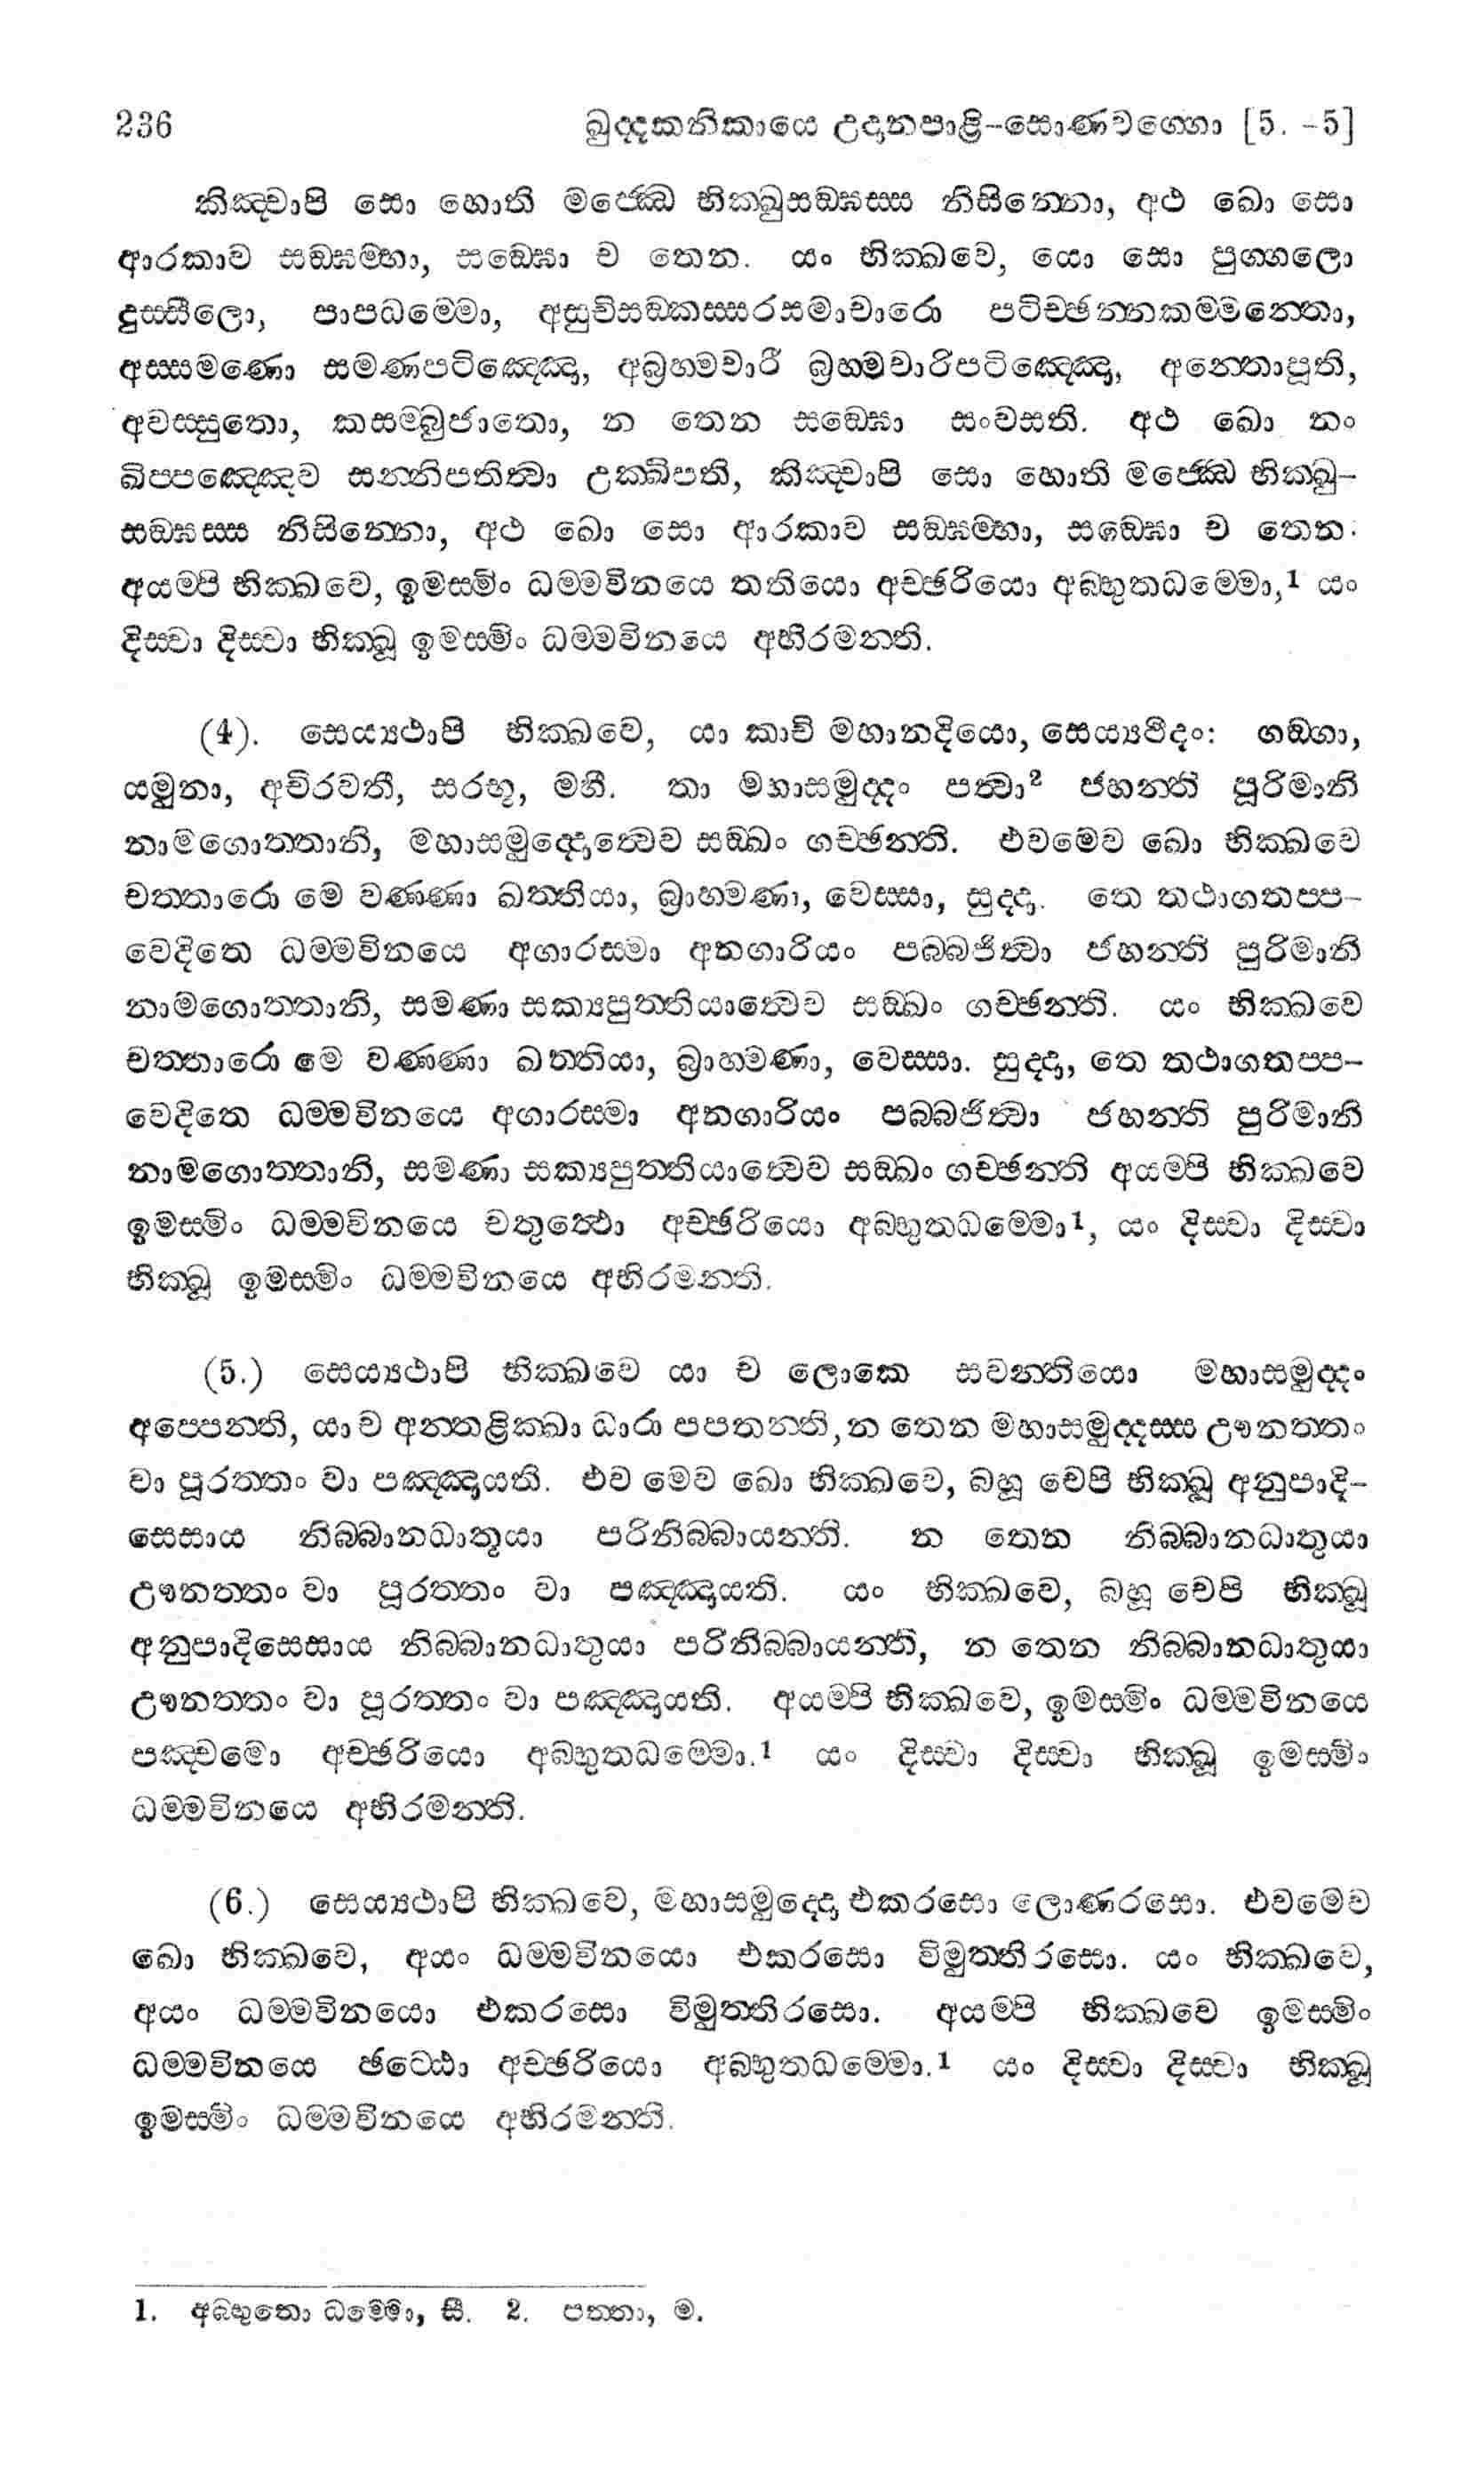 236 ඛුද්දකනිකායෙ උදානපාළි-සොණවග්ගො [5. -5]
කිඤ්චාපි සො හොති මජ්ඣෙ භික්ඛුසඞ්ඝස්ස නිසින්නො, අථ ඛො සො
ආරකාව සඞ්ඝම්හා, සඞ්ඝො ච තෙන. යං භික්ඛවෙ, යො සො පුග්ගලො
දුස්සීලො, පාපධම්මො, අසුචිසඞ්කස්සරසමාචාරො පටිච්ඡන්නකම්මන්තො,
අස්සමණො සමණපටිඤ්ඤො, අබ්‍රහ්මචාරී බ්‍රහ්මචාරිපටිඤ්ඤො, අන්තොපූති,
අවස්සුතො, කසම්බුජාතො, න තෙන සඞ්ඝො සංවසති. අථ ඛො නං
ඛිප්පඤ්ඤෙව සන්නිපතිත්‍වා උක්ඛිපති, කිඤ්චාපි සො හොති මජ්ඣෙ භික්ඛු-
සඞ්ඝස්ස නිසින්නො, අථ ඛො සො ආරකාව සඞ්ඝම්හා, සඞ්ඝො ච තෙන.
අයම්පි භික්ඛවෙ, ඉමස්මිං ධම්මවිනයෙ තතියො අච්ඡරියො අබ්භුතධම්මො,1 යං
දිස්වා දිස්වා භික්ඛූ ඉමස්මිං ධම්මවිනයෙ අභිරමන්ති.
(4). සෙය්‍යථාපි භික්ඛවෙ, යා කාචි මහානදියො, සෙය්‍යථිදං: ගඞ්ගා,
යමුනා, අචිරවතී, සරභූ, මහී. තා මහාසමුද්දං පත්‍වා2 ජහන්ති පූරිමානි
නාමගොත්තානි, මහාසමුද්දොත්‍වෙව සඞ්ඛං ගච්ඡන්ති. එවමෙව ඛො භික්ඛවෙ
චත්තාරො මෙ වණ්ණා ඛත්තියා, බ්‍රාහ්මණා, වෙස්සා, සුද්දා. තෙ තථාගතප්ප-
වෙදිතෙ ධම්මවිනයෙ අගාරස්මා අනගාරියං පබ්බජිත්‍වා ජහන්ති පුරිමානි
නාමගොත්තානි, සමණා සක්‍යපුත්තියාත්‍වෙව සඞ්ඛං ගච්ඡන්ති. යං භික්ඛවෙ
චත්තාරො මෙ වණ්ණා ඛත්තියා, බ්‍රාහ්මණා, වෙස්සා. සුද්දා, තෙ තථාගතප්ප-
වෙදිතෙ ධම්මවිනයෙ අගාරස්මා අනගාරියං පබ්බජිත්‍වා ජහන්ති පුරිමානි
නාමගොත්තානි, සමණා සක්‍යපුත්තියාත්‍වෙව සඞ්ඛං ගච්ඡන්ති අයම්පි භික්ඛවෙ
ඉමස්මිං ධම්මවිනයෙ චතුත්ථො අච්ඡරියො අබ්භුතධම්මො1, යං දිස්වා දිස්වා
භික්ඛූ ඉමස්මිං ධම්මවිනයෙ අභිරමන්ති.
(5.) සෙය්‍යථාපි භික්ඛවෙ යා ච ලොකෙ සවන්තියො මහාසමුද්දං
අප්පෙන්ති, යා ච අන්තළික්ඛා ධාරා පපතන්ති, න තෙන මහාසමුද්දස්ස ඌනත්තං
වා පූරත්තං වා පඤ්ඤායති. එව මෙව ඛො භික්ඛවෙ, බහූ චෙපි භික්ඛූ අනුපාදි-
සෙසාය නිබ්බානධාතුයා පරිනිබ්බායන්ති. න තෙන නිබ්බානධාතුයා
ඌනත්තං වා පූරත්තං වා පඤ්ඤායති. යං භික්ඛවෙ, බහූ චෙපි භික්ඛූ
අනුපාදිසෙසාය නිබ්බානධාතුයා පරිනිබ්බායන්ති, න තෙන නිබ්බානධාතුයා
ඌනත්තං වා පූරත්තං වා පඤ්ඤායති. අයම්පි භික්ඛවෙ, ඉමස්මිං ධම්මවිනයෙ
පඤ්චමො අච්ඡරියො අබ්භුතධම්මො.1 යං දිස්වා දිස්වා භික්ඛූ ඉමස්මිං
ධම්මවිනයෙ අභිරමන්ති.
(6.) සෙය්‍යථාපි භික්ඛවෙ, මහාසමුද්දො එකරසො ලොණරසො. එවමෙව
ඛො භික්ඛවෙ, අයං ධම්මවිනයො එකරසො විමුත්තිරසො. යං භික්ඛවෙ,
අයං ධම්මවිනයො එකරසො විමුත්තිරසො. අයම්පි භික්ඛවෙ ඉමස්මිං
ධම්මවිනයෙ ඡට්ඨො අච්ඡරියො අබ්භුතධම්මො.1 යං දිස්වා දිස්වා භික්ඛූ
ඉමස්මිං ධම්මවිනයෙ අභිරමන්ති.
1. අබ්භුතො ධම්මො, සී. 2. පත්තා, ම.